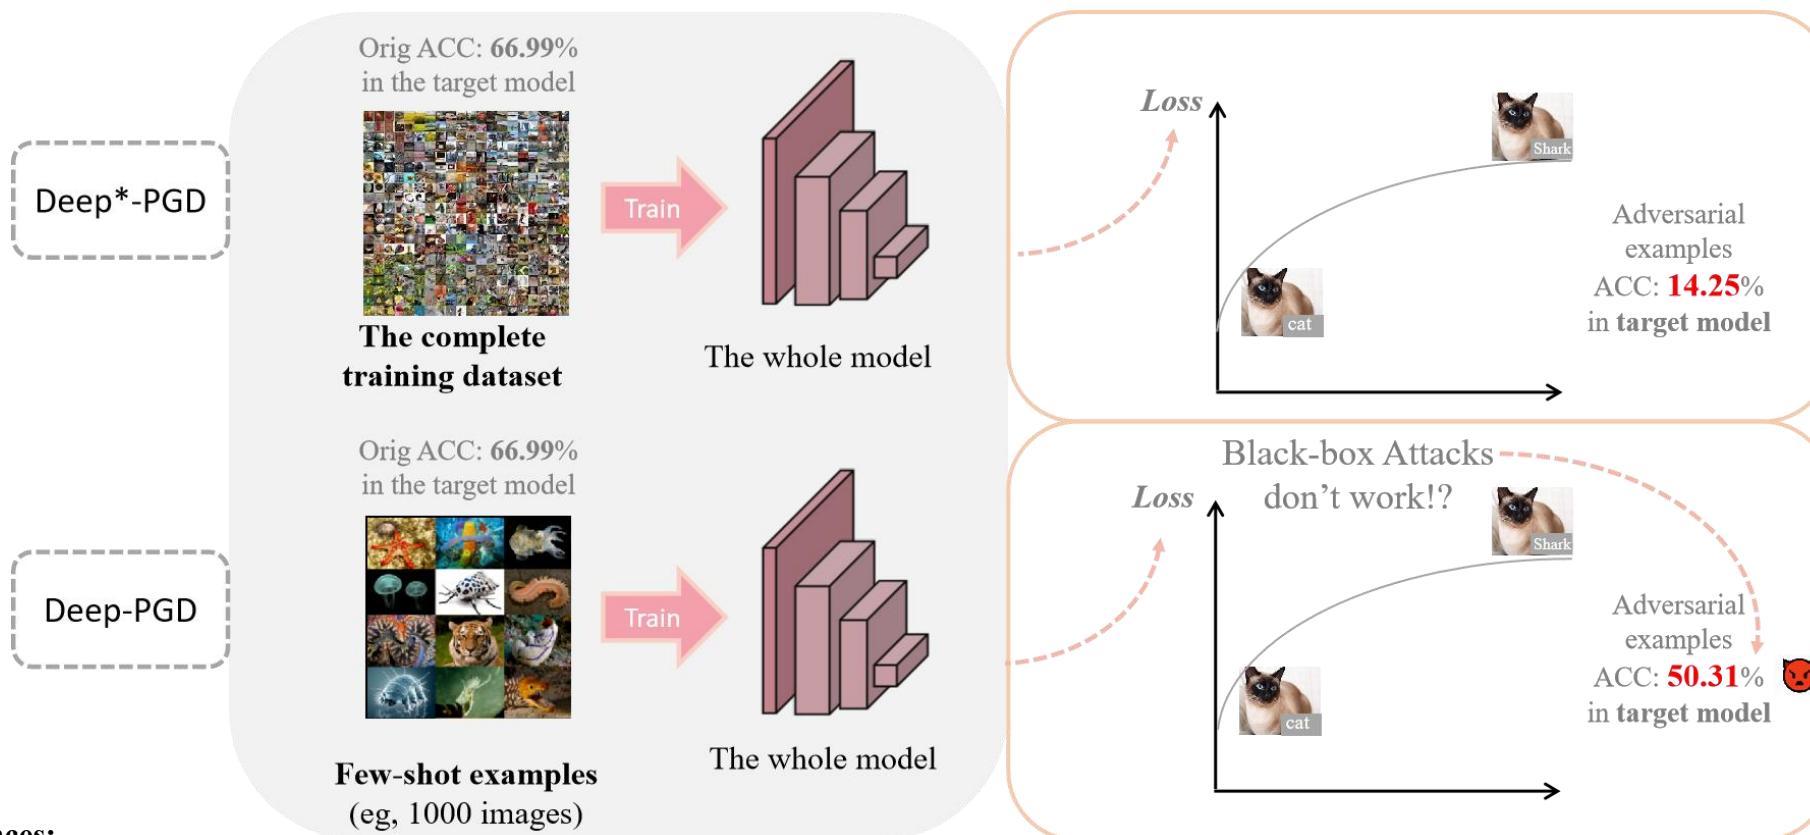 Deep*-PGD
Orig ACC: 66.99%
in the target model
The complete
training dataset
Train
The whole model
Loss
cat
Shark
Adversarial
examples
ACC: 14.25%
in target model
Deep-PGD
Orig ACC: 66.99%
in the target model
Few-shot examples
(eg, 1000 images)
Train
The whole model
Black-box Attacks
don't work!?
Loss
cat
Shark
Adversarial
examples
ACC: 50.31%
in target model